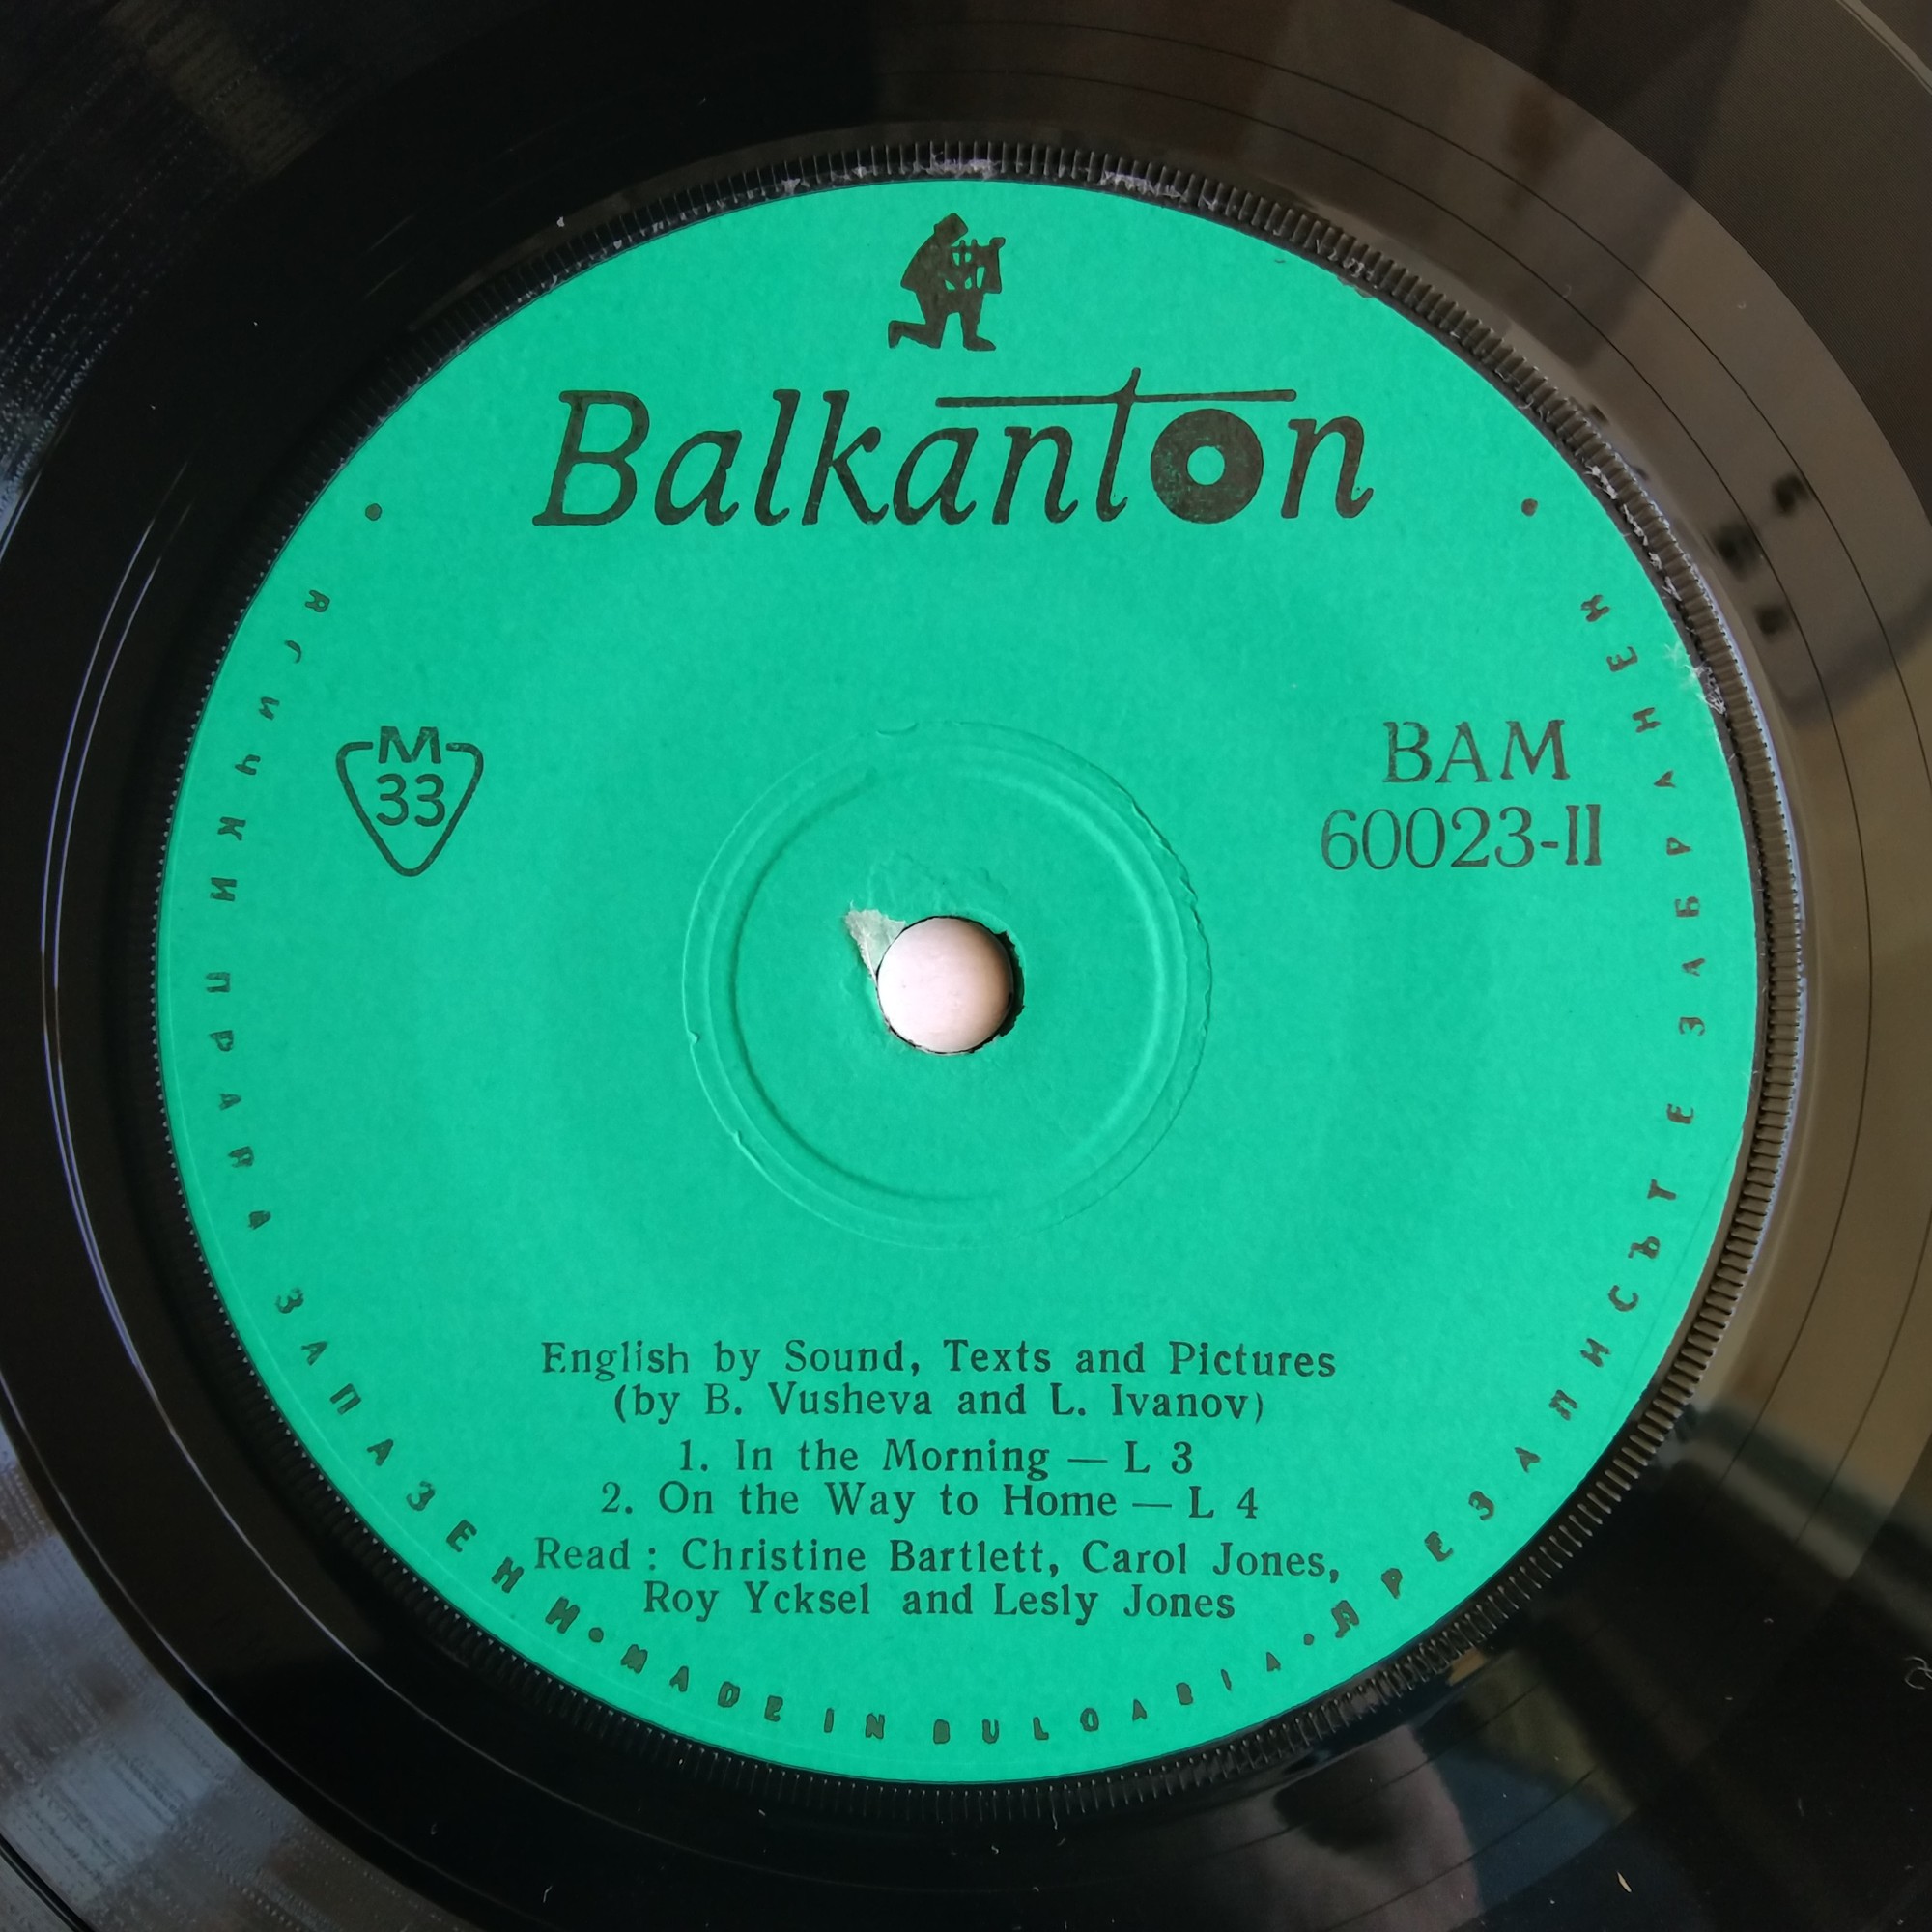 Balkanton
M
33
BAM
60023-II
English by Sound, Texts and Pictures
(by B. Vusheva and L. Ivanov)
1. In the Morning — L 3
2. On the Way to Home — L 4
Read : Christine Bartlett, Carol Jones,
Roy Ycksel and Lesly Jones
ВСИЧКИ ПРАВА ЗАПАЗЕНИ • MADE IN BULGARIA • ПРЕЗАПИСЪТ Е ЗАБРАНЕН